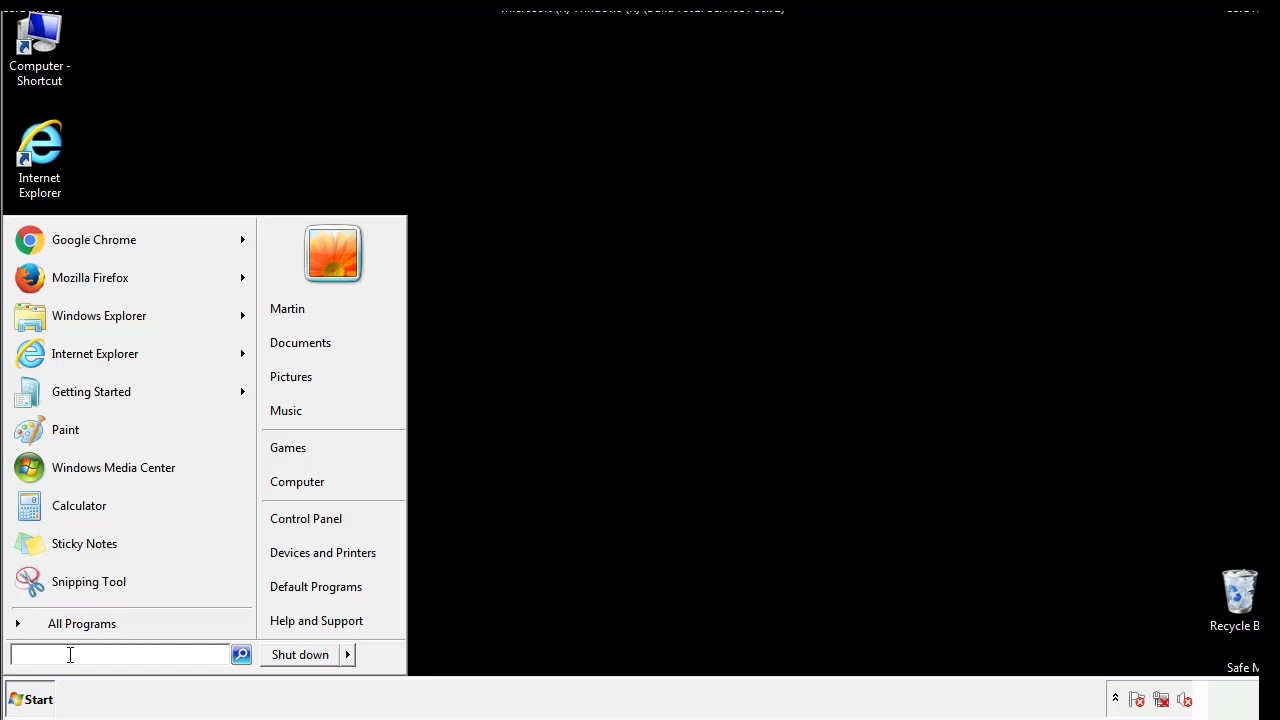 Computer -
Shortcut
Internet
Explorer
Google Chrome
Mozilla Firefox
Windows Explorer
Internet Explorer
Getting Started
Paint
Windows Media Center
Calculator
Sticky Notes
Snipping Tool
All Programs
Martin
Documents
Pictures
Music
Games
Computer
Control Panel
Devices and Printers
Default Programs
Help and Support
Shut down
Recycle B
Safe M
Start